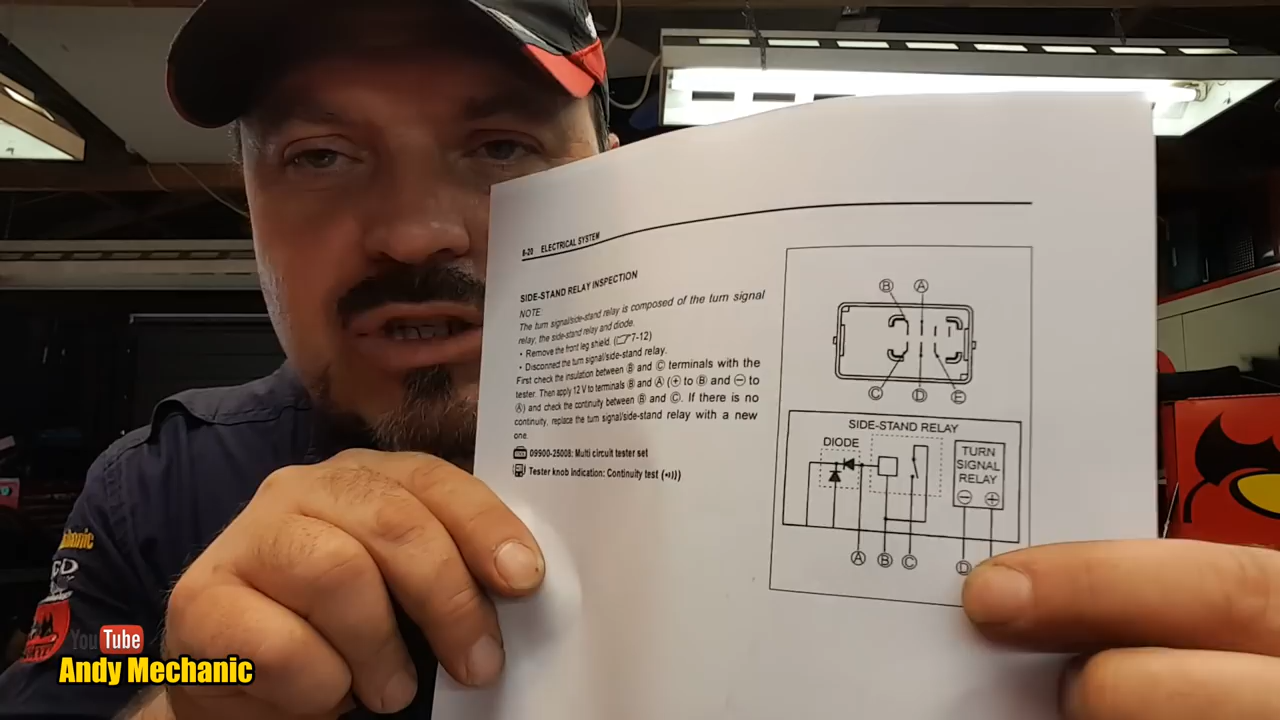 8-20 ELECTRICAL SYSTEM
SIDE-STAND RELAY INSPECTION
NOTE:
The turn signal/side-stand relay is composed of the turn signal
relay, the side-stand relay and diode.
• Remove the front leg shield. (7-12)
• Disconnected the turn signal/side-stand relay.
First check the insulation between Ⓑ and Ⓒ terminals with the
tester. Then apply 12 V to terminals Ⓑ and Ⓐ (⊕ to Ⓑ and ⊖ to
Ⓐ) and check the continuity between Ⓑ and Ⓒ. If there is no
continuity, replace the turn signal/side-stand relay with a new
one.
09900-25008: Multi circuit tester set
Tester knob indication: Continuity test (•)))
Ⓑ Ⓐ
Ⓒ Ⓓ Ⓔ
SIDE-STAND RELAY
DIODE
TURN
SIGNAL
RELAY
⊖ ⊕
Ⓐ Ⓑ Ⓒ Ⓓ
YouTube
Andy Mechanic